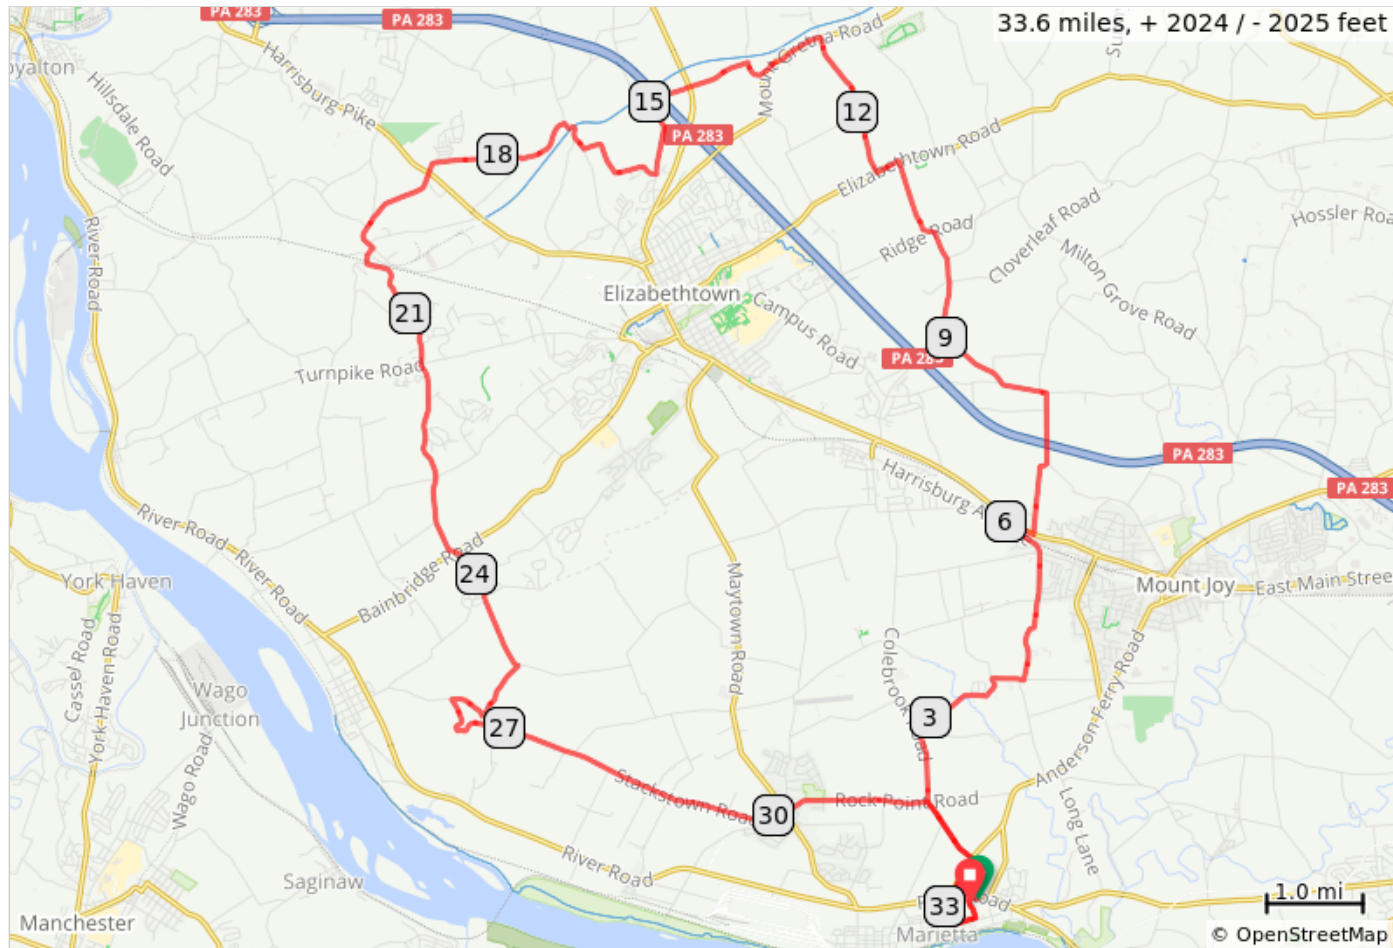 PA 283
PA 283
33.6 miles, + 2024 / - 2025 feet
Mount Gretna Road
oyalton
Harrisburg Pike
Hillsdale Road
15
12
PA 283
18
Elizabethtown Road
River Road
Ridge Road
Cloverleaf Road
Hossler Roa
Milton Grove Road
Elizabethtown
Campus Road
21
9
PA 283
Turnpike Road
PA 283
PA 283
Harrisburg A
6
River Road
River Road
Bainbridge Road
24
York Haven
Mount Joy
East Main Stree
Cassel Road
York Haven Road
Maytown Road
Colebrook Road
Anderson Ferry Road
Wago
Junction
27
3
Wago Road
Stackstown Road
30
Rock Point Road
Long Lane
River Road
Saginaw
33
oad
1.0 mi
Manchester
Marietta
© OpenStreetMap